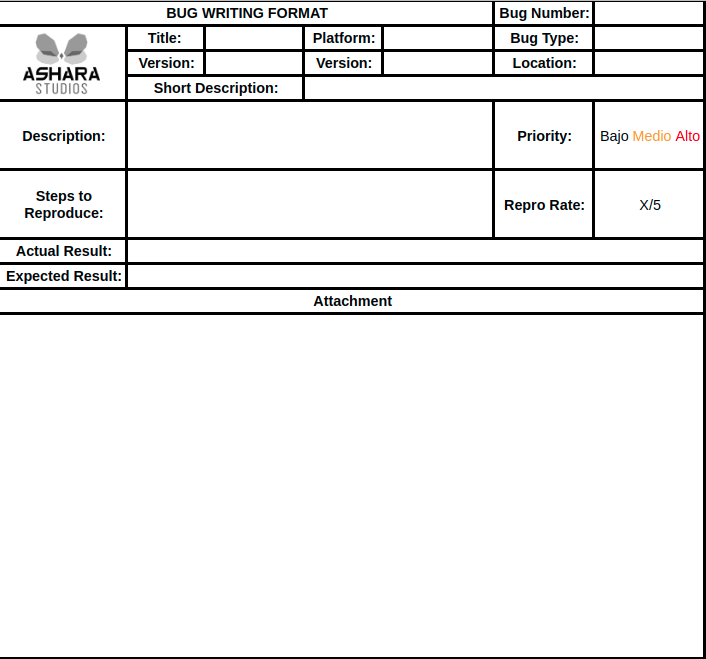 BUG WRITING FORMAT Bug Number:
ASHARA
STUDIOS
Title: Platform: Bug Type:
Version: Version: Location:
Short Description:
Description: Priority: Bajo Medio Alto
Steps to
Reproduce: Repro Rate: X/5
Actual Result:
Expected Result:
Attachment